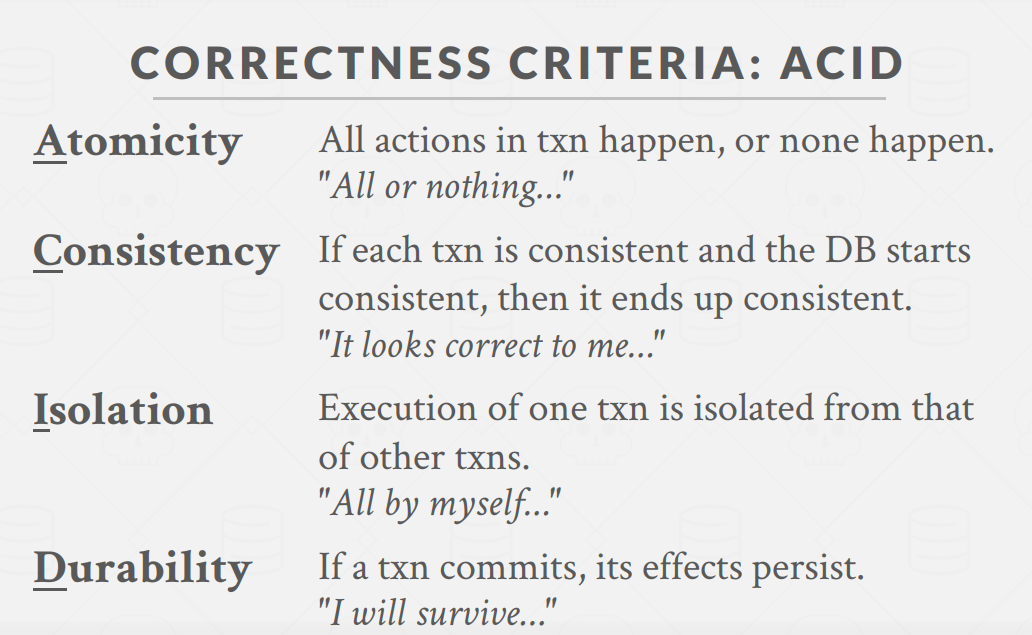 CORRECTNESS CRITERIA: ACID
Atomicity
All actions in txn happen, or none happen.
"All or nothing…"
Consistency
If each txn is consistent and the DB starts
consistent, then it ends up consistent.
"It looks correct to me…"
Isolation
Execution of one txn is isolated from that
of other txns.
"All by myself…"
Durability
If a txn commits, its effects persist.
"I will survive…"